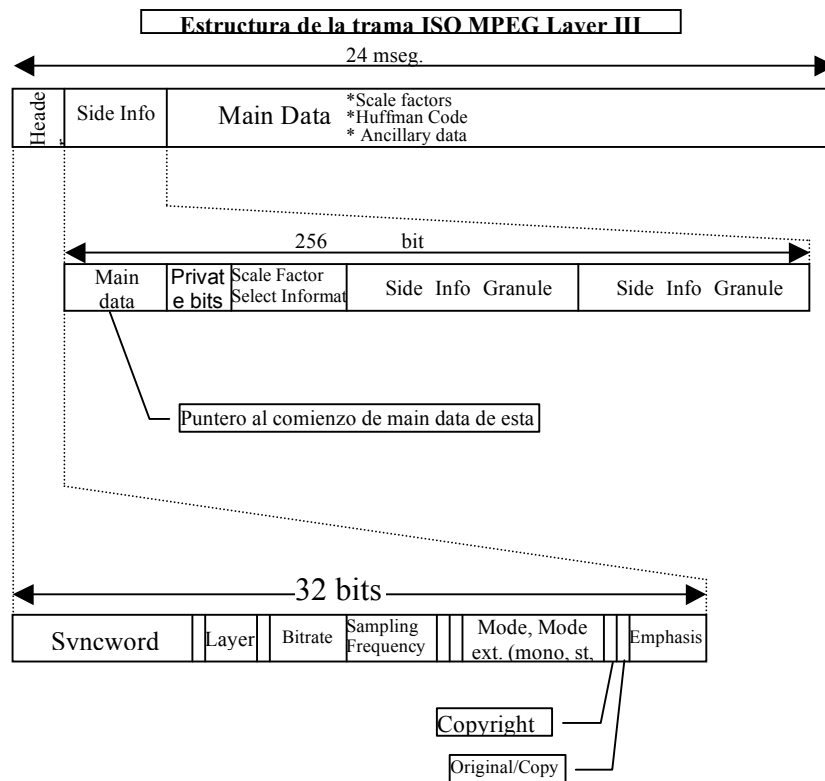 Estructura de la trama ISO MPEG Layer III
24 mseg.
Heade
r
Side Info
Main Data
*Scale factors
*Huffman Code
* Ancillary data
256 bit
Main
data
Privat
e bits
Scale Factor
Select Informat
Side Info Granule
Side Info Granule
Puntero al comienzo de main data de esta
32 bits
Syncword
Layer
Bitrate
Sampling
Frequency
Mode, Mode
ext. (mono, st,
Emphasis
Copyright
Original/Copy